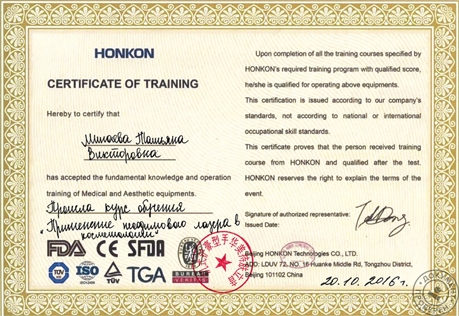 HONKON
CERTIFICATE OF TRAINING
Hereby to certify that
Минаева Татьяна
Викторовна
has accepted the fundamental knowledge and operation
training of Medical and Aesthetic equipments.
Прошла курс обучения
"Применение неодимового лазера в
косметологии"
FDA CE SFDA
TÜV ISO TÜV TGA BUREAU
VERITAS
Upon completion of all the training courses specified by
HONKON's required training program with qualified score,
he/she is qualified for operating above equipments.
This certification is issued according to our company's
standards, not according to national or international
occupational skill standards.
This certificate proves that the person received training
course from HONKON and qualified after the test.
HONKON reserves the right to explain the terms of the
event.
Signature of authorized representative:
Issued Date:
Beijing HONKON Technologies CO., LTD.
ADD: LDUV 72, NO. 16 Huanke Middle Rd, Tongzhou District,
Beijing 101102 China
20.10.2016г.